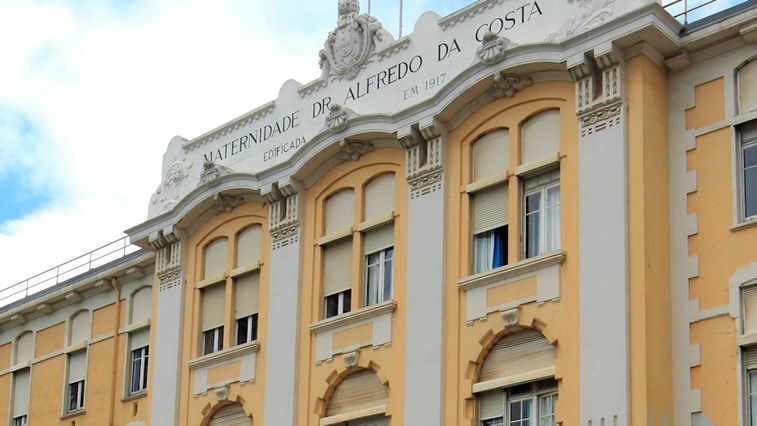 MATERNIDADE DR. ALFREDO DA COSTA
EDIFICADA EM 1917